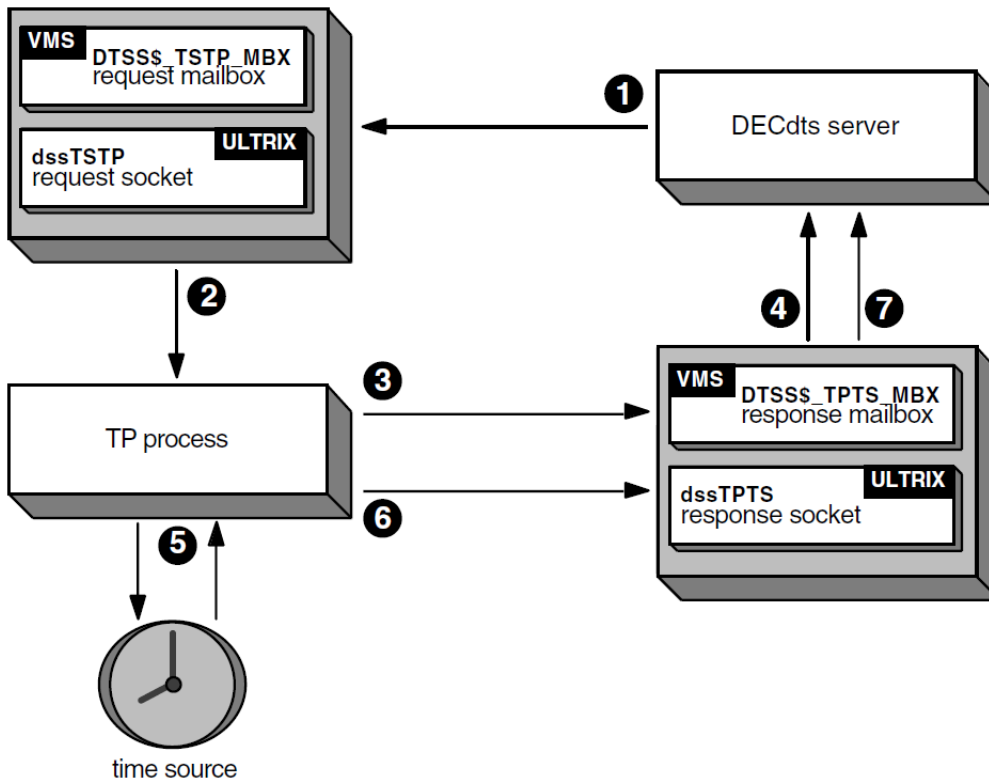 VMS
DTSS$_TSTP_MBX
request mailbox
ULTRIX
dssTSTP
request socket
1
DECdts server
2
4
7
TP process
3
VMS
DTSS$_TPTS_MBX
response mailbox
6
ULTRIX
dssTPTS
response socket
5
time source